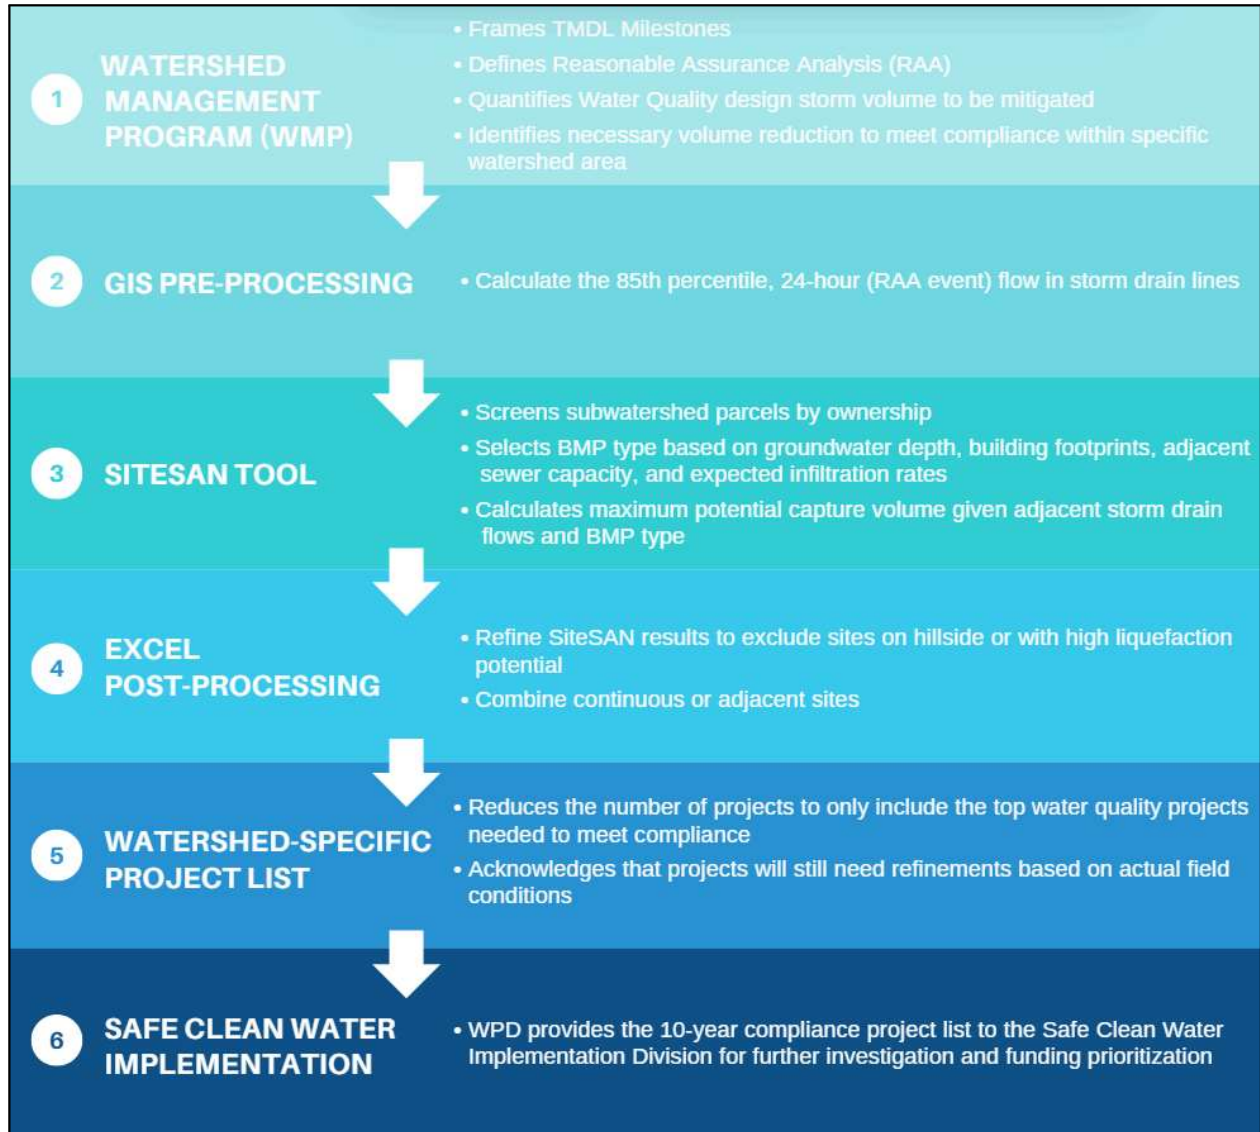 1
WATERSHED
MANAGEMENT
PROGRAM (WMP)
• Frames TMDL Milestones
• Defines Reasonable Assurance Analysis (RAA)
• Quantifies Water Quality design storm volume to be mitigated
• Identifies necessary volume reduction to meet compliance within specific
watershed area
2
GIS PRE-PROCESSING
• Calculate the 85th percentile, 24-hour (RAA event) flow in storm drain lines
3
SITESAN TOOL
• Screens subwatershed parcels by ownership
• Selects BMP type based on groundwater depth, building footprints, adjacent
sewer capacity, and expected infiltration rates
• Calculates maximum potential capture volume given adjacent storm drain
flows and BMP type
4
EXCEL
POST-PROCESSING
• Refine SiteSAN results to exclude sites on hillside or with high liquefaction
potential
• Combine continuous or adjacent sites
5
WATERSHED-SPECIFIC
PROJECT LIST
• Reduces the number of projects to only include the top water quality projects
needed to meet compliance
• Acknowledges that projects will still need refinements based on actual field
conditions
6
SAFE CLEAN WATER
IMPLEMENTATION
• WPD provides the 10-year compliance project list to the Safe Clean Water
Implementation Division for further investigation and funding prioritization